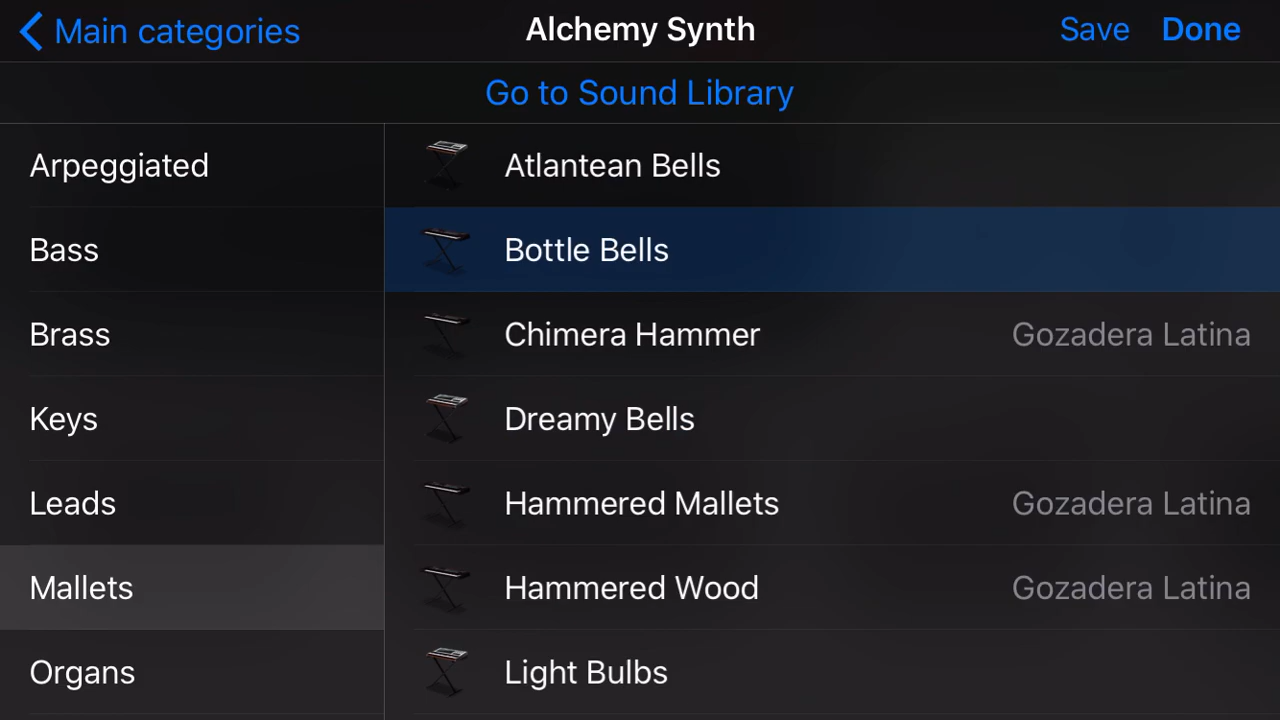 Main categories
Alchemy Synth
Save
Done
Go to Sound Library
Arpeggiated
Bass
Brass
Keys
Leads
Mallets
Organs
Atlantean Bells
Bottle Bells
Chimera Hammer Gozadera Latina
Dreamy Bells
Hammered Mallets Gozadera Latina
Hammered Wood Gozadera Latina
Light Bulbs